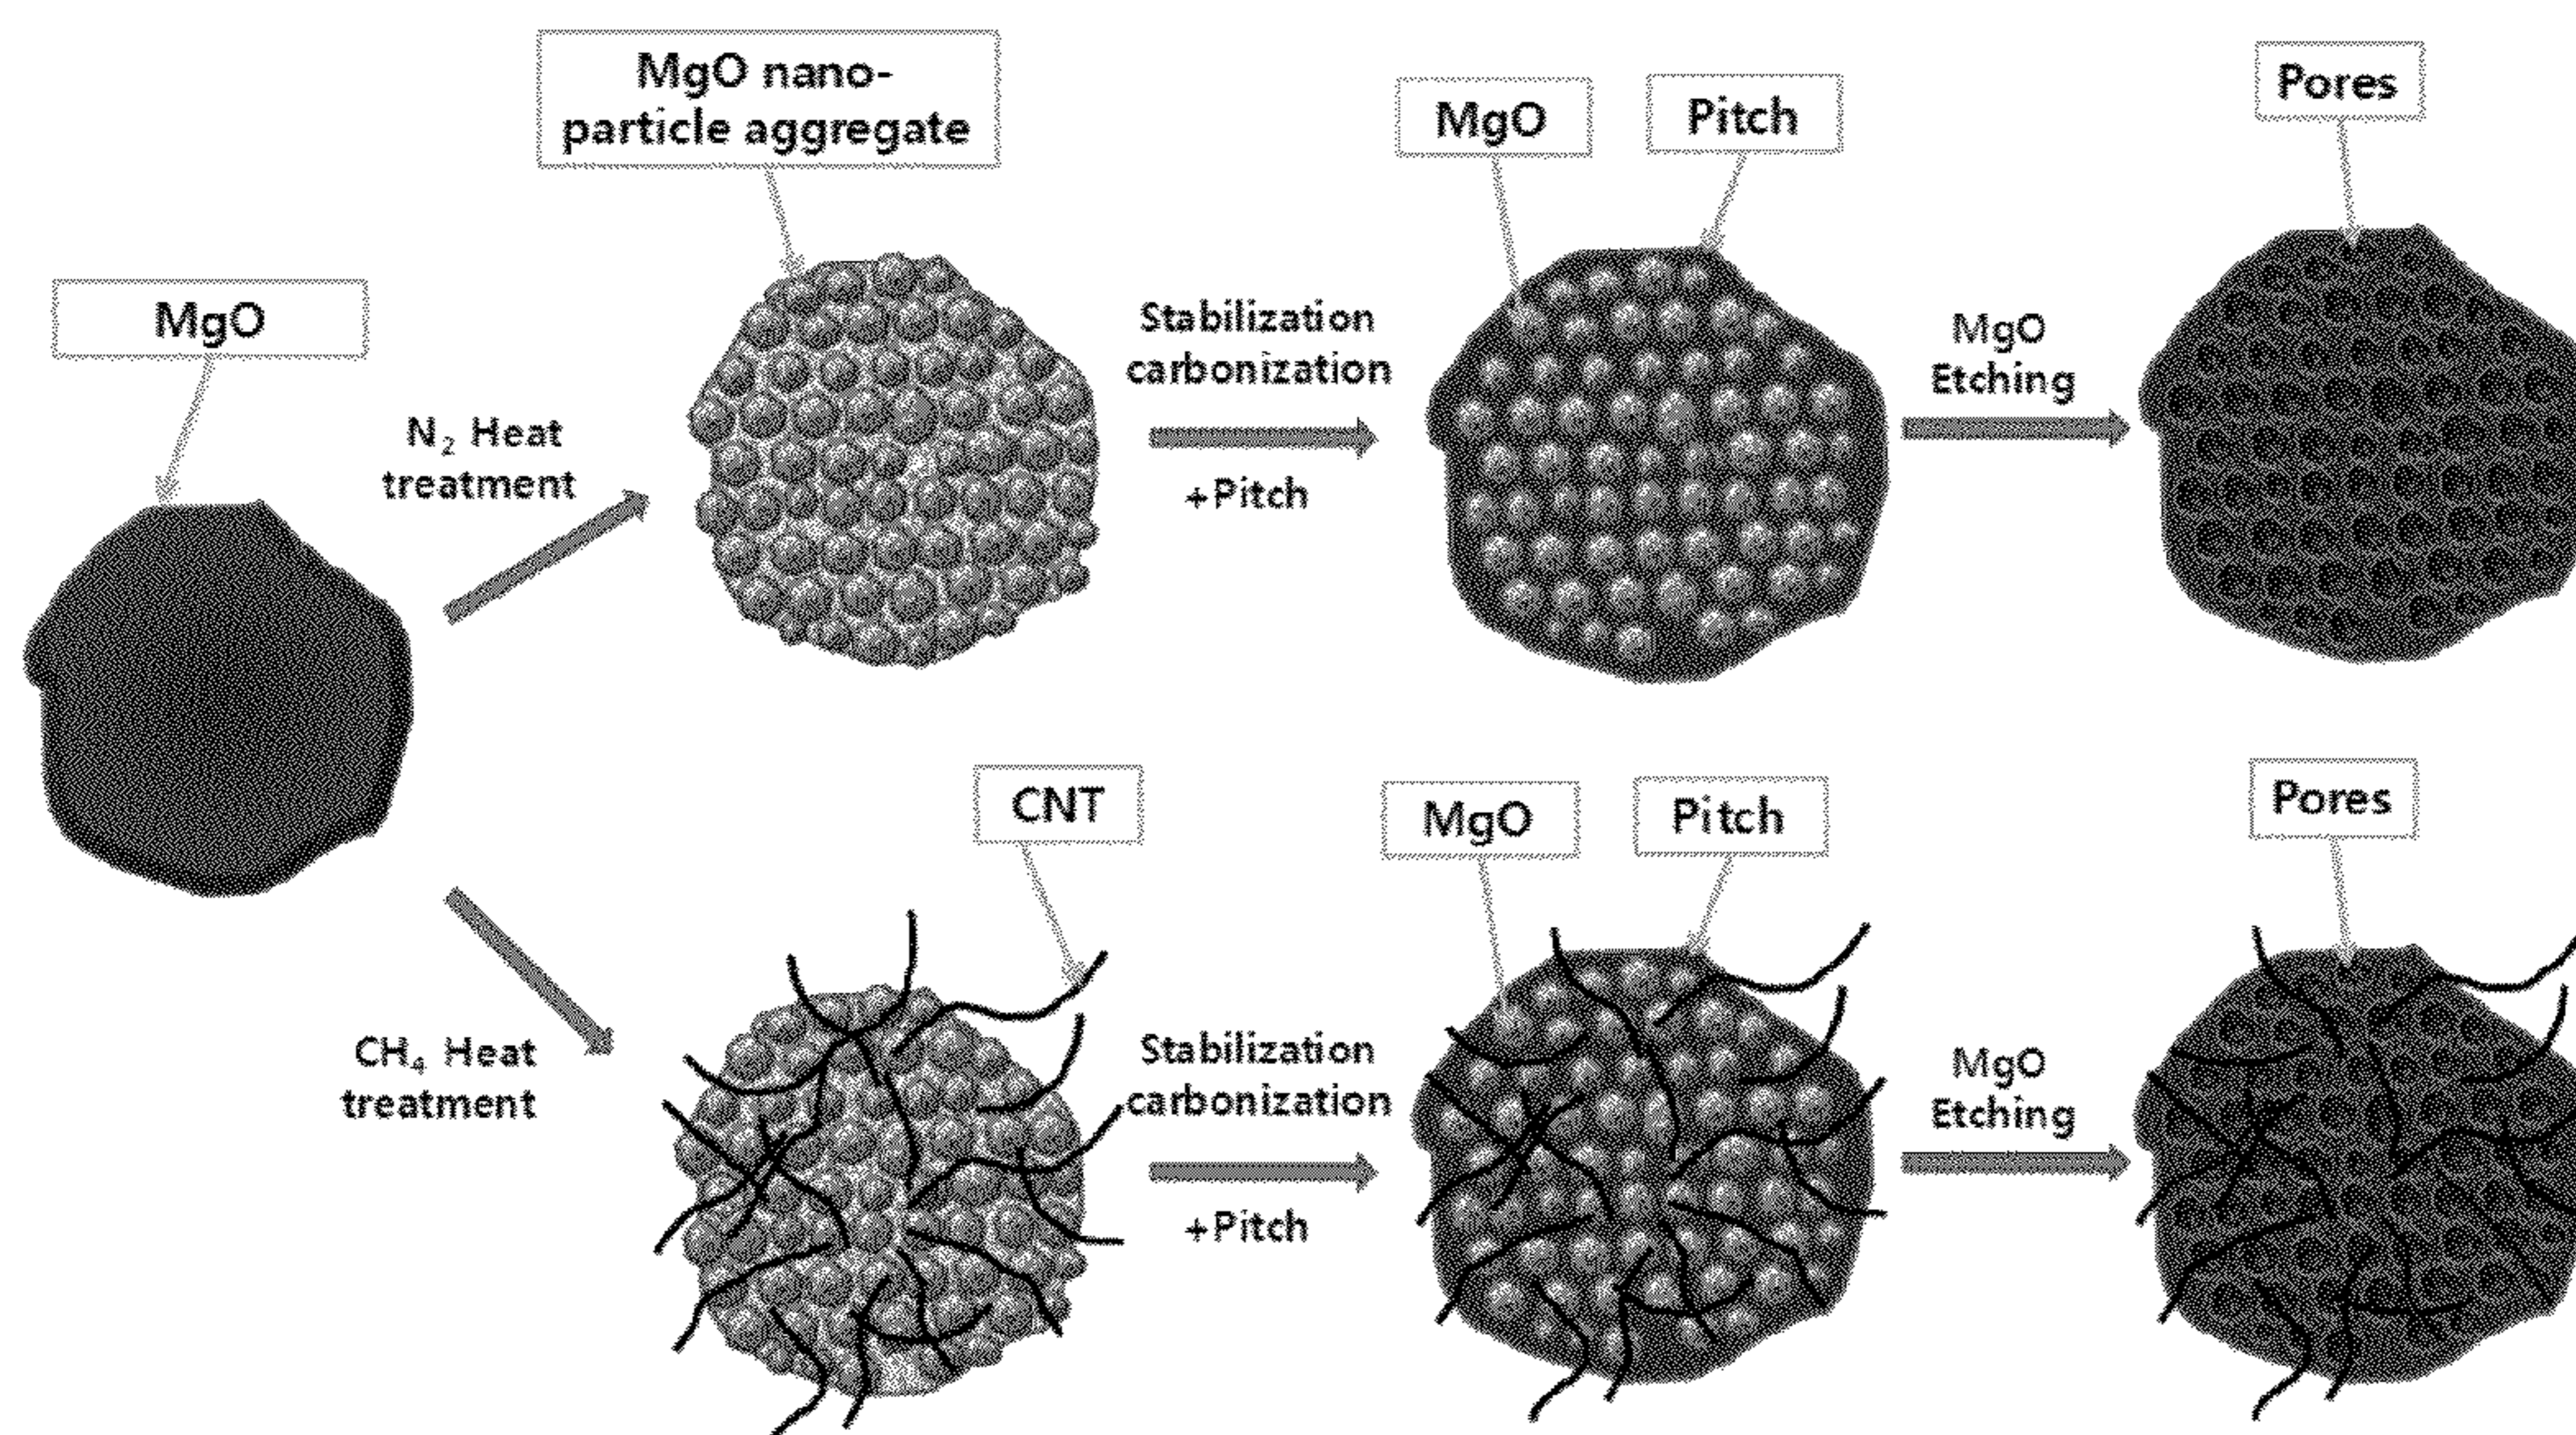 MgO nano-
particle aggregate
MgO
Pitch
Pores
MgO
N₂ Heat
treatment
Stabilization
carbonization
+Pitch
MgO
Etching
CNT
MgO
Pitch
Pores
CH₄ Heat
treatment
Stabilization
carbonization
+Pitch
MgO
Etching